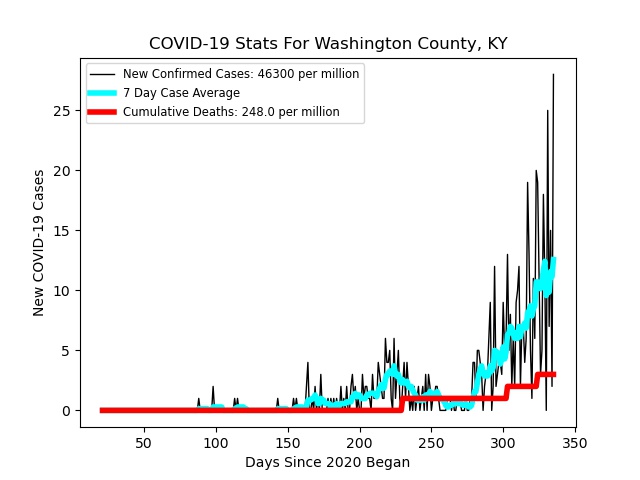 COVID-19 Stats For Washington County, KY
New Confirmed Cases: 46300 per million
7 Day Case Average
Cumulative Deaths: 248.0 per million
New COVID-19 Cases
25
20
15
10
5
0
50 100 150 200 250 300 350
Days Since 2020 Began